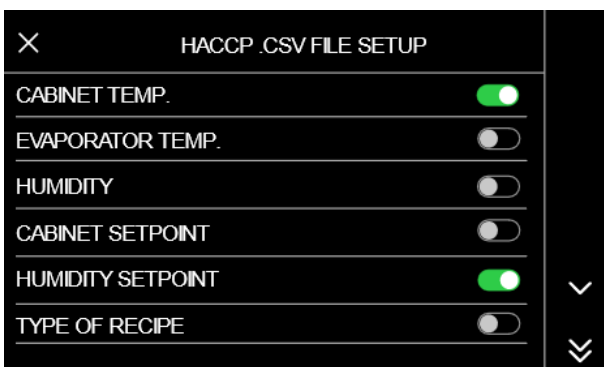 HACCP .CSV FILE SETUP
CABINET TEMP.
EVAPORATOR TEMP.
HUMIDITY
CABINET SETPOINT
HUMIDITY SETPOINT
TYPE OF RECIPE